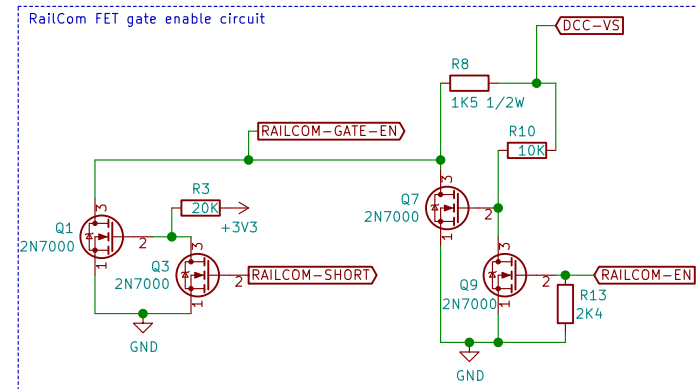 RailCom FET gate enable circuit
DCC-VS
R8
1K5 1/2W
RAILCOM-GATE-EN
R10
10K
3
R3
20K
+3V3
Q1
2N7000
2
3
Q7
2N7000
2
1
3
Q3
2N7000
2
RAILCOM-SHORT
1
1
3
Q9
2N7000
2
RAILCOM-EN
R13
2K4
1
GND
GND